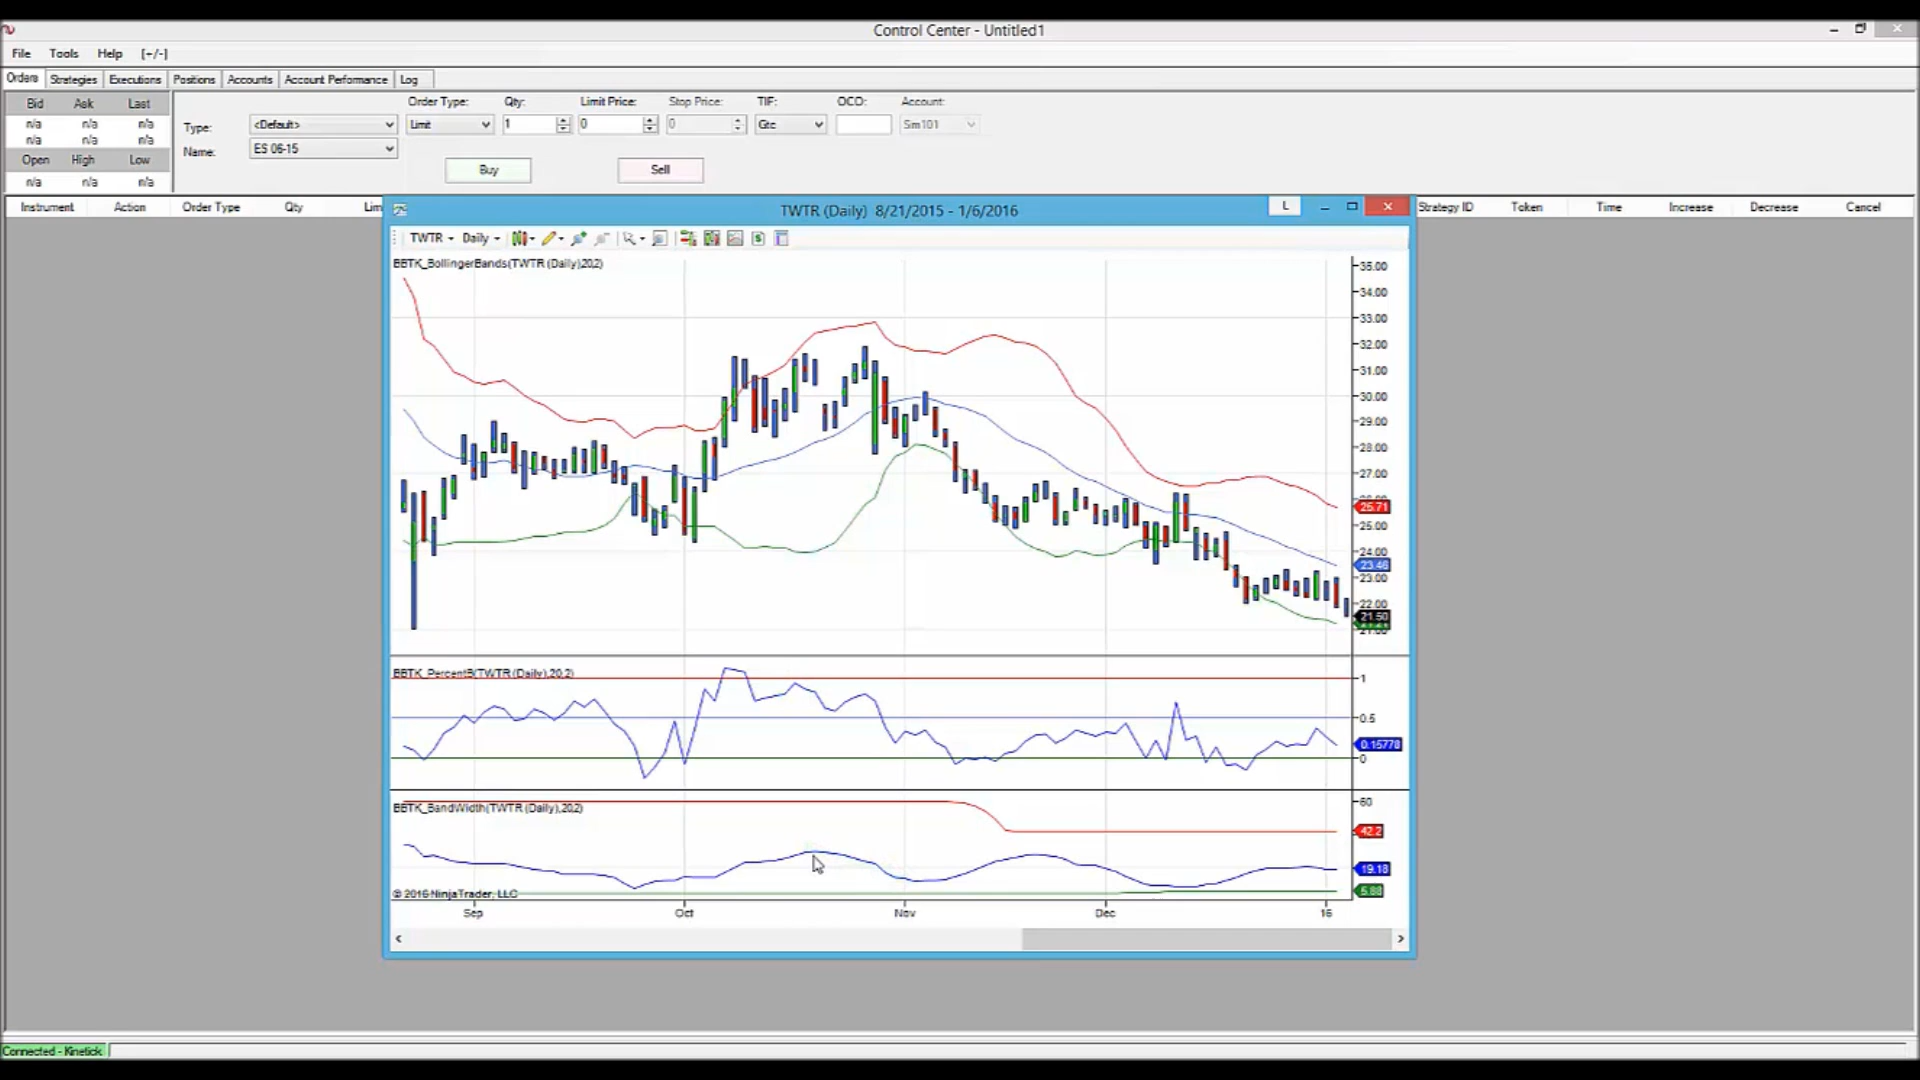 Control Center - Untitled1
File Tools Help [+/-]
Orders Strategies Executions Positions Accounts Account Performance Log
Bid Ask Last
n/a n/a n/a
n/a n/a n/a
Open High Low
n/a n/a n/a
Order Type: Qty: Limit Price: Stop Price: TIF: OCO: Account:
Type: <Default> Limit 1 0 0 Gtc Sim101
Name: ES 06-15
Buy Sell
Instrument Action Order Type Qty Lim Strategy ID Token Time Increase Decrease Cancel
TWTR (Daily) 8/21/2015 - 1/6/2016
L
TWTR Daily
BBTK_BollingerBands(TWTR (Daily),20,2)
35.00
34.00
33.00
32.00
31.00
30.00
29.00
28.00
27.00
25.71
25.00
24.00
23.46
23.00
22.00
21.50
21.00
BBTK_PercentB(TWTR (Daily),20,2)
1
0.5
0.15778
0
BBTK_BandWidth(TWTR (Daily),20,2)
60
42.2
19.18
5.88
© 2016 NinjaTrader, LLC
Sep Oct Nov Dec 16
Connected - Kinetick